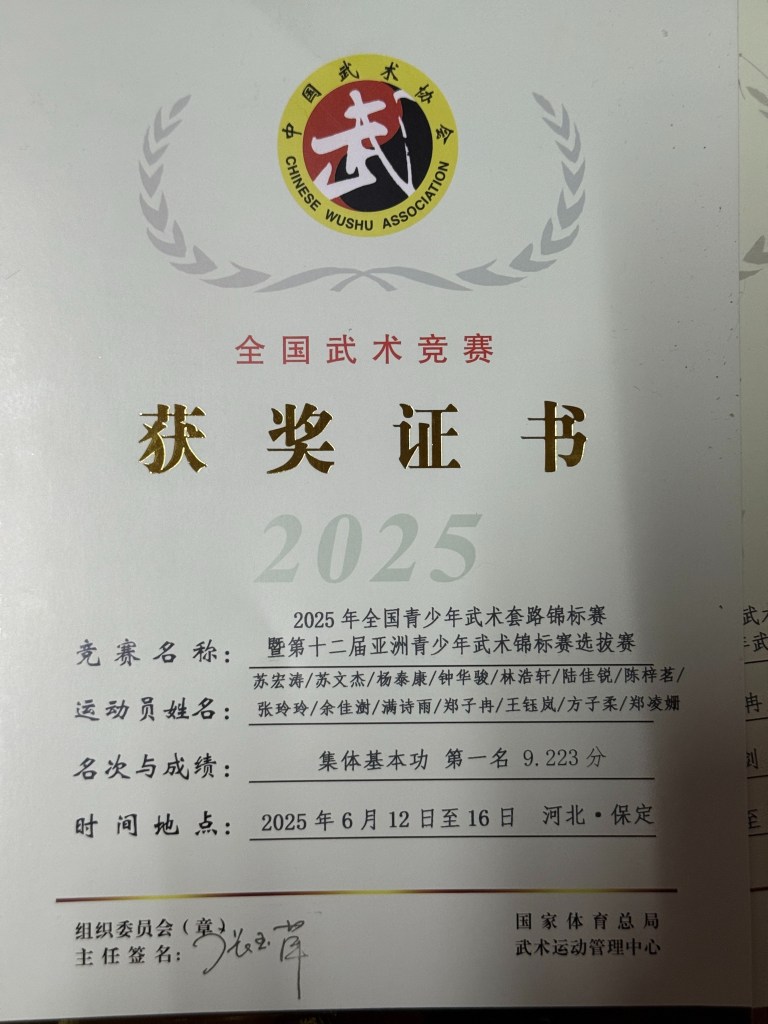 中国武术协会
武
CHINESE WUSHU ASSOCIATION
全国武术竞赛
获奖证书
2025
竞赛名称： 2025年全国青少年武术套路锦标赛
暨第十二届亚洲青少年武术锦标赛选拔赛
运动员姓名： 苏宏涛/苏文杰/杨泰康/钟华骏/林浩轩/陆佳锐/陈梓茗/
张玲玲/余佳澍/满诗雨/郑子冉/王钰岚/方子柔/郑凌姗
名次与成绩： 集体基本功 第一名 9.223分
时间地点： 2025年6月12日至16日 河北·保定
组织委员会（章）
主任签名：
国家体育总局
武术运动管理中心